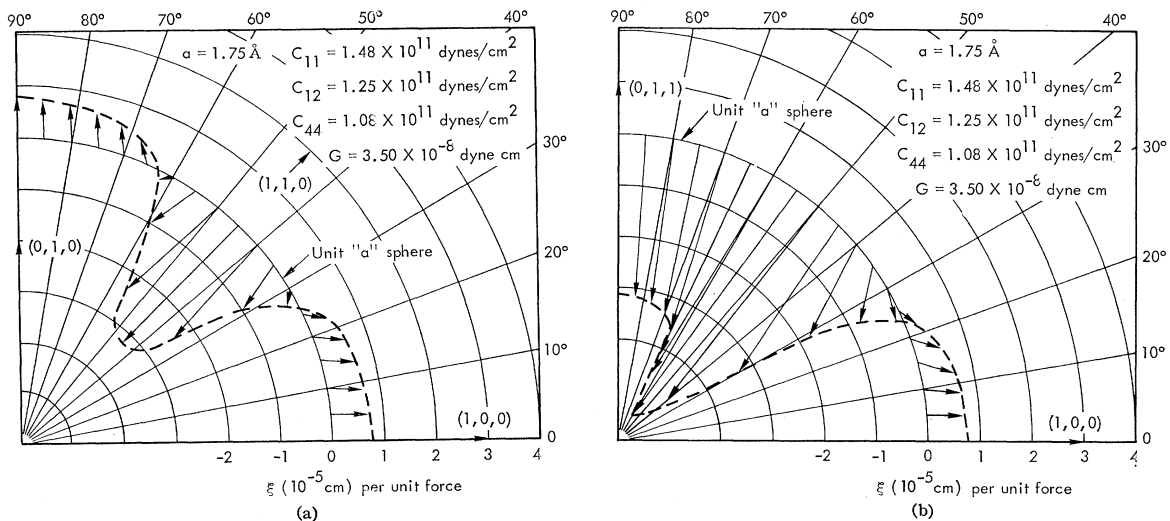 90° 80° 70° 60° 50° 40°
a = 1.75 Å
C11 = 1.48 X 10^11 dynes/cm^2
C12 = 1.25 X 10^11 dynes/cm^2
C44 = 1.08 X 10^11 dynes/cm^2
G = 3.50 X 10^-8 dyne cm
30°
(1,1,0)
(0,1,0)
Unit "a" sphere
20°
10°
(1,0,0)
0
-2 -1 0 1 2 3 4
ξ (10^-5 cm) per unit force
(a)
90° 80° 70° 60° 50° 40°
a = 1.75 Å
(0,1,1)
Unit "a" sphere
C11 = 1.48 X 10^11 dynes/cm^2
C12 = 1.25 X 10^11 dynes/cm^2
C44 = 1.08 X 10^11 dynes/cm^2
G = 3.50 X 10^-8 dyne cm
30°
20°
10°
(1,0,0)
0
-2 -1 0 1 2 3 4
ξ (10^-5 cm) per unit force
(b)